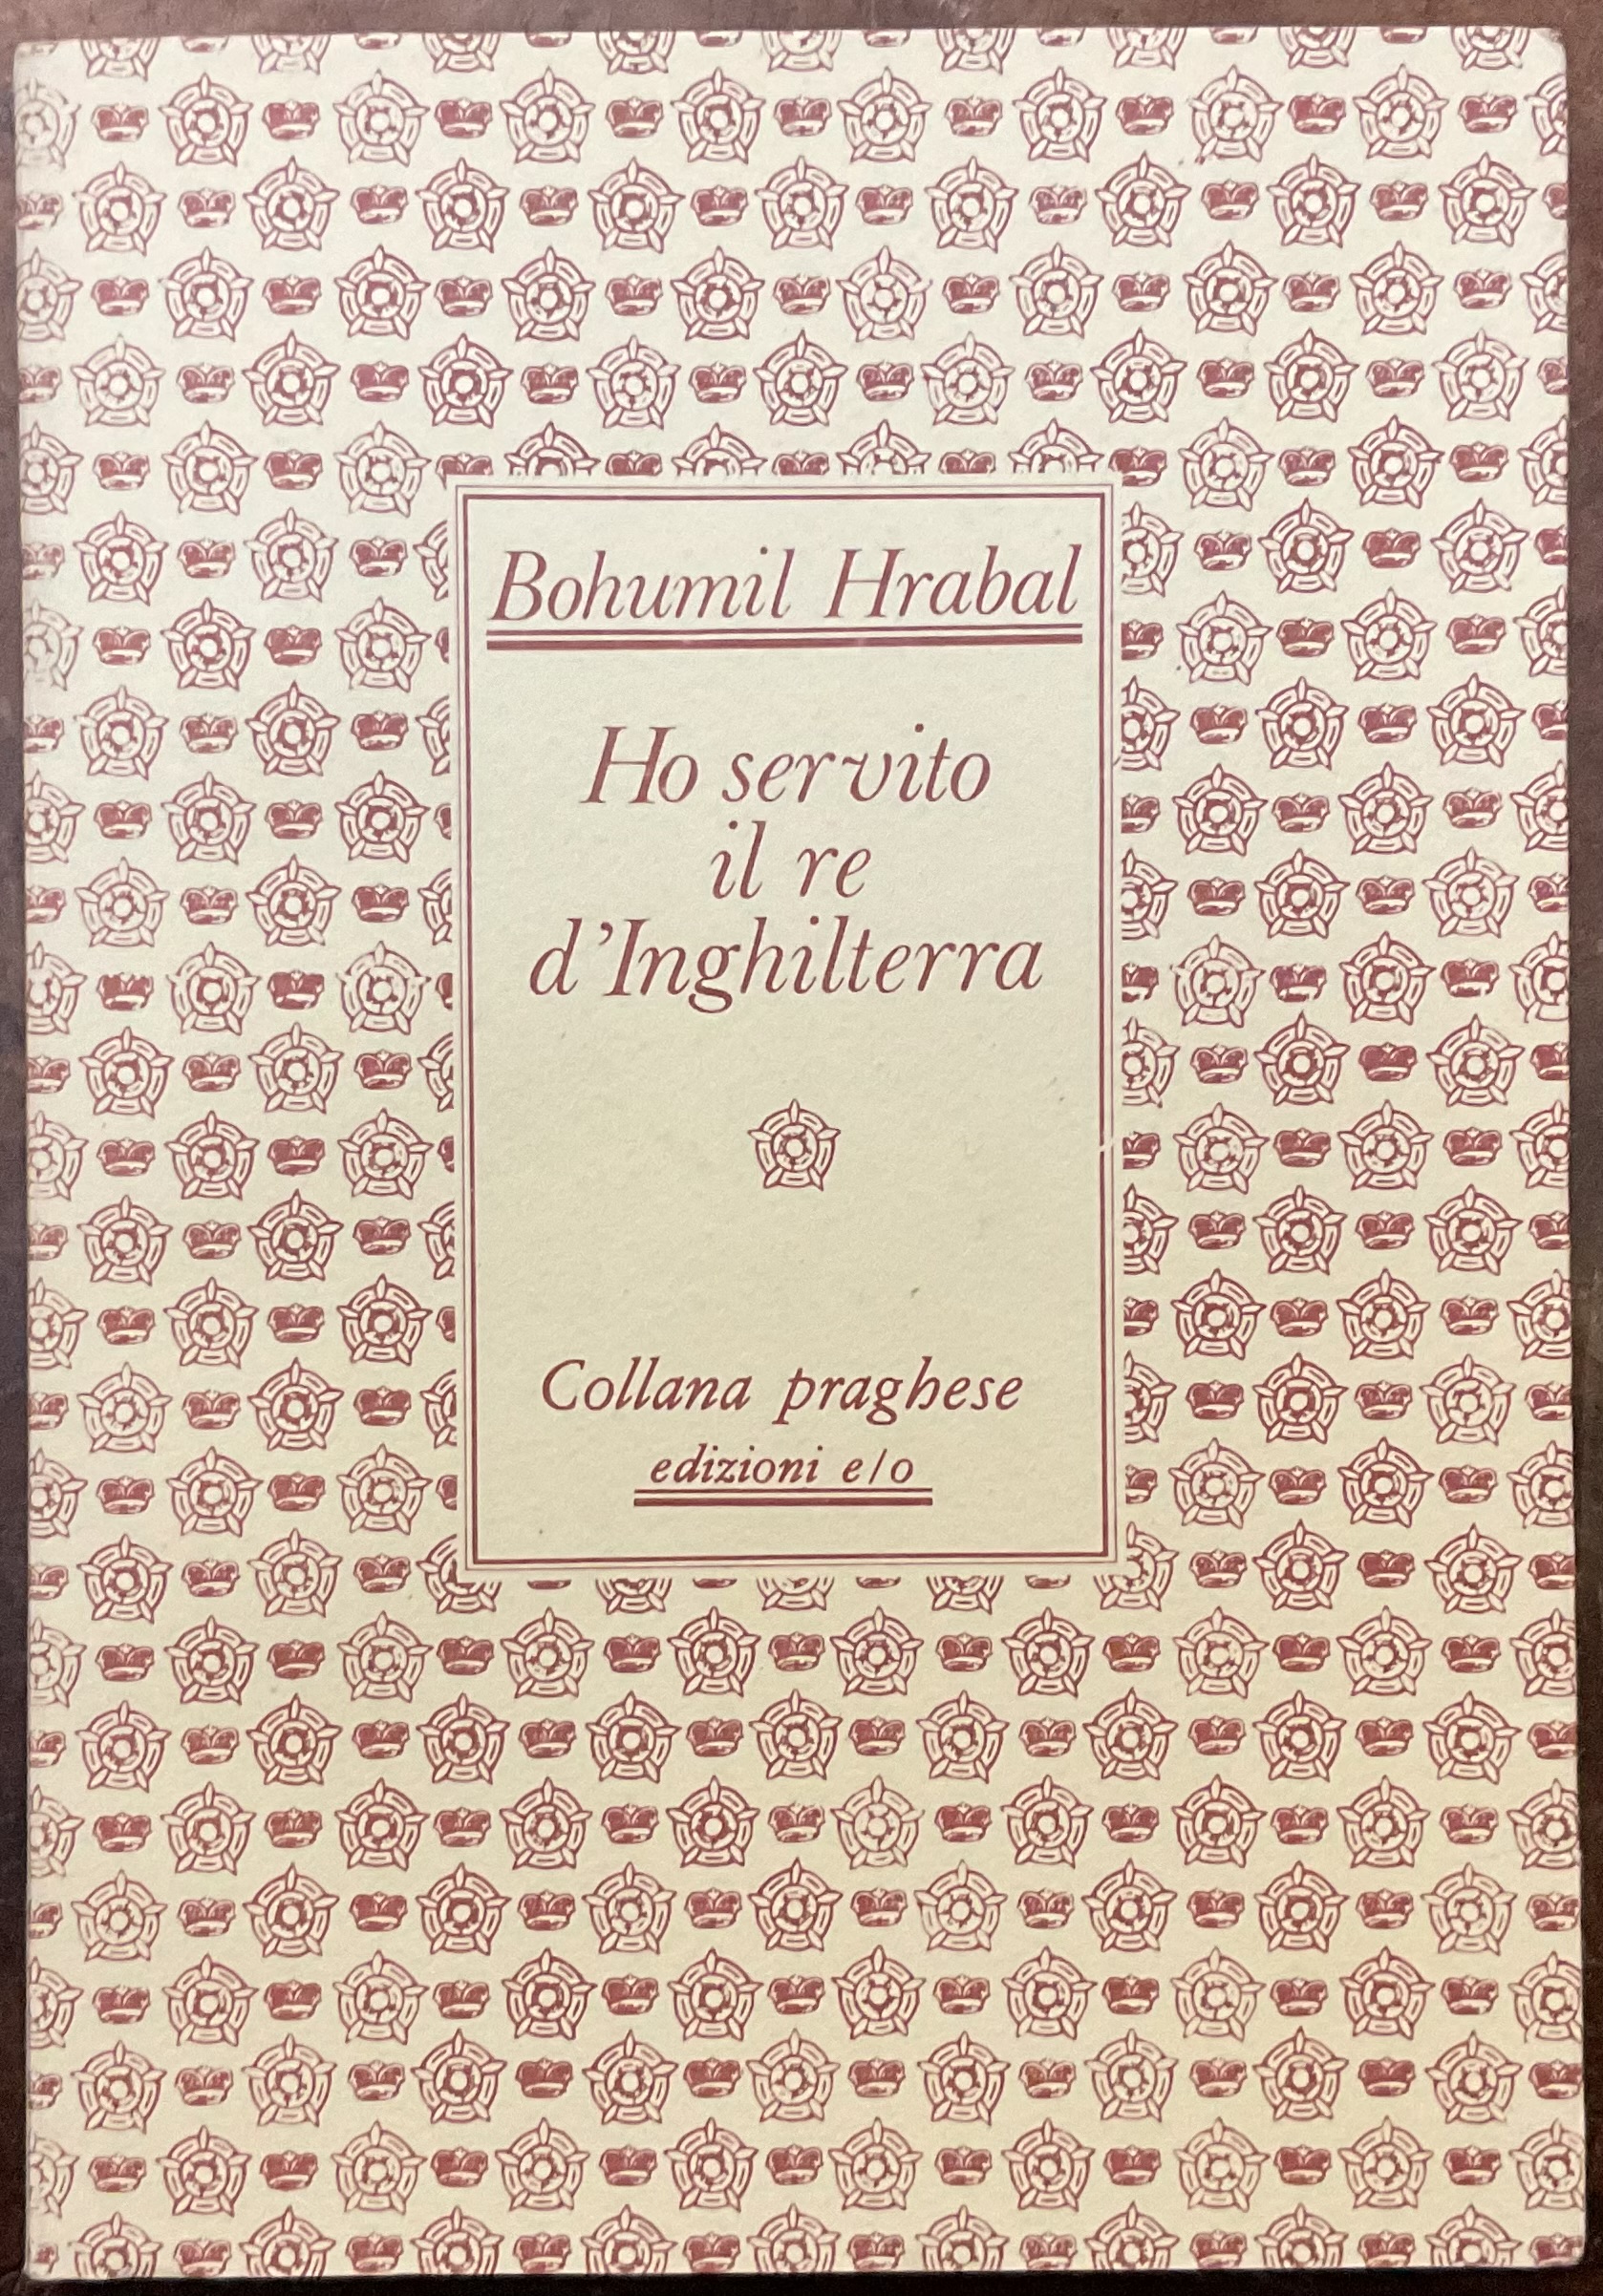 Bohumil Hrabal
Ho servito
il re
d'Inghilterra
Collana praghese
edizioni e/o